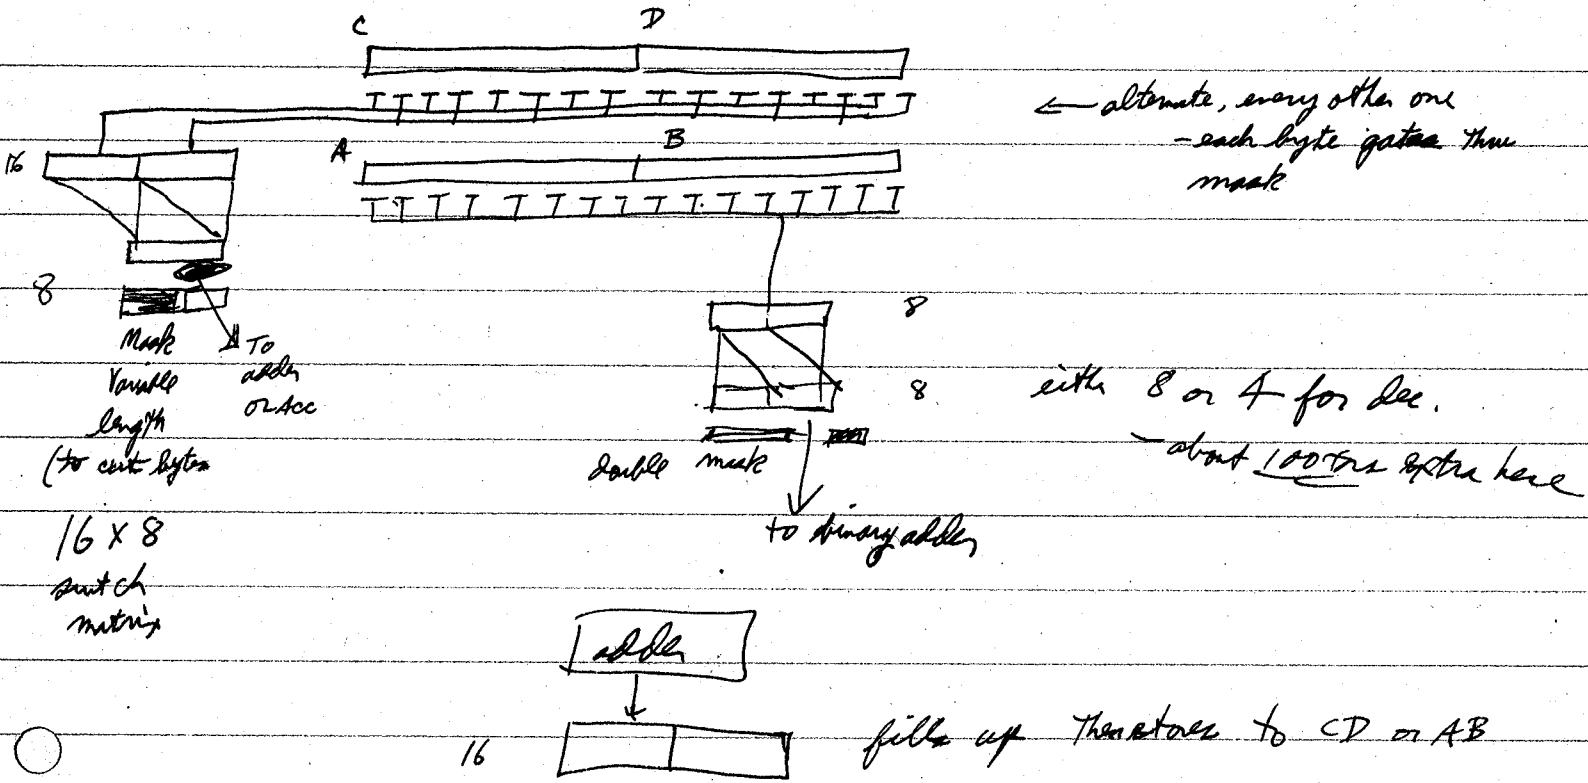 C D
← alternate, every other one
- each byte gates thru
mask
16
A B
8
Mask
Variable
length
(to cut bytes
To
adder
or Acc
8
8
either 8 or 4 for dec.
- about 100 trs extra here
double mask
to binary adder
16 x 8
switch
matrix
adder
16
fills up then stores to CD or AB